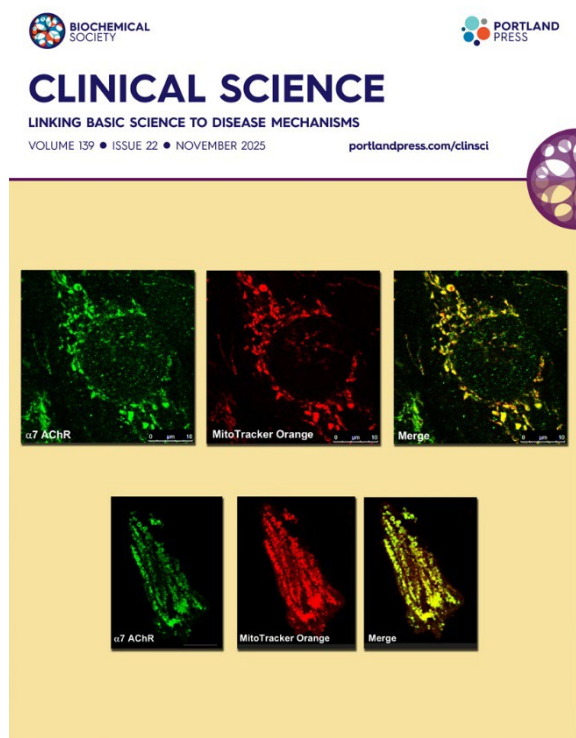 BIOCHEMICAL
SOCIETY
PORTLAND
PRESS
CLINICAL SCIENCE
LINKING BASIC SCIENCE TO DISEASE MECHANISMS
VOLUME 139 ● ISSUE 22 ● NOVEMBER 2025
portlandpress.com/clinsci
α7 AChR
0 µm 10
MitoTracker Orange
0 µm 10
Merge
0 µm 10
α7 AChR
MitoTracker Orange
Merge